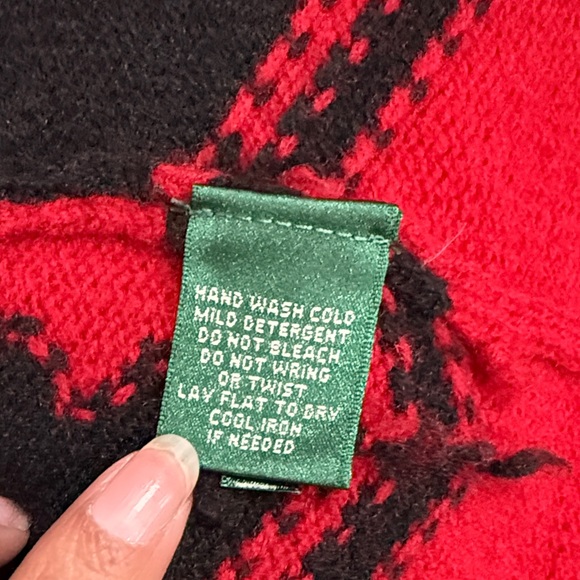 HAND WASH COLD
MILD DETERGENT
DO NOT BLEACH
DO NOT WRING
OR TWIST
LAY FLAT TO DRY
COOL IRON
IF NEEDED